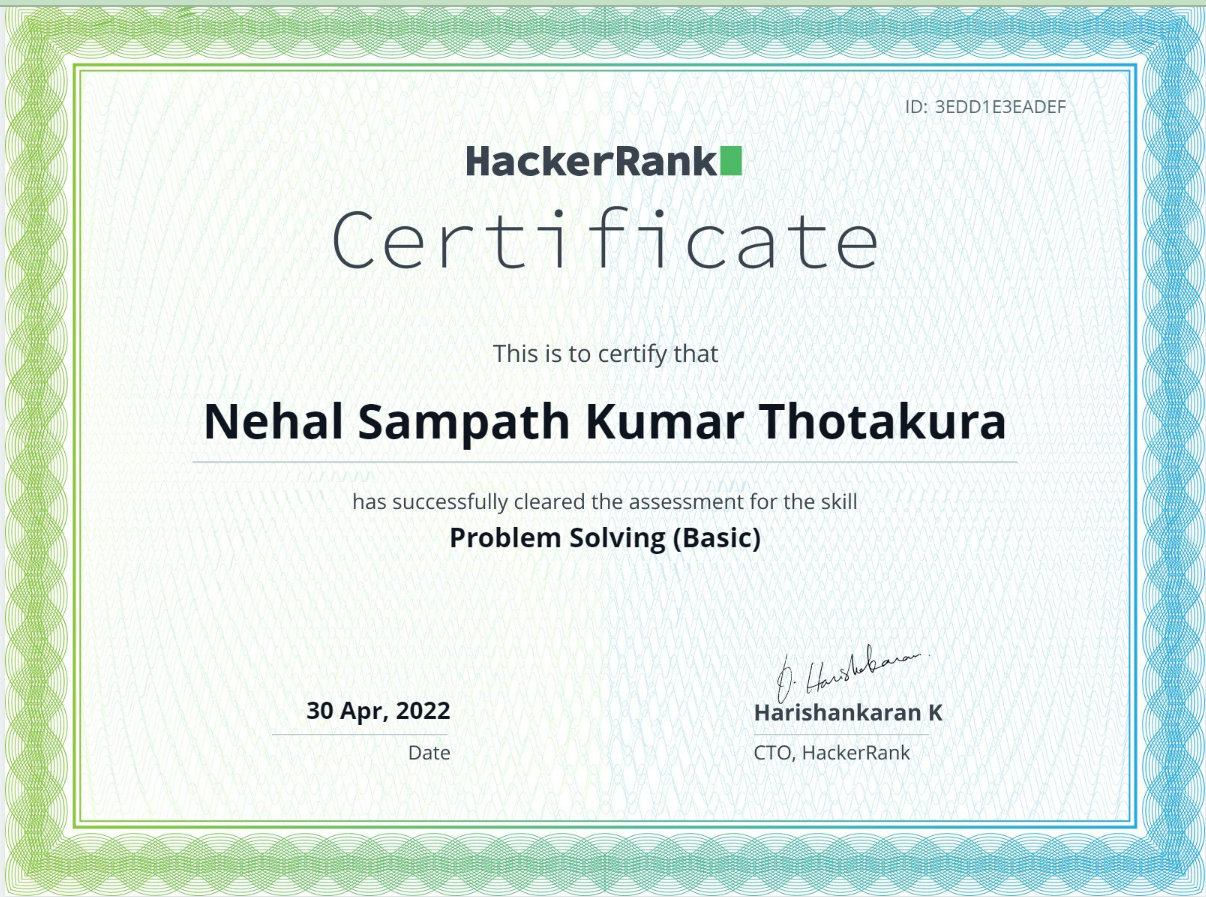 ID: 3EDD1E3EADEF
HackerRank
Certificate
This is to certify that
Nehal Sampath Kumar Thotakura
has successfully cleared the assessment for the skill
Problem Solving (Basic)
30 Apr, 2022
Date
Harishankaran K
CTO, HackerRank